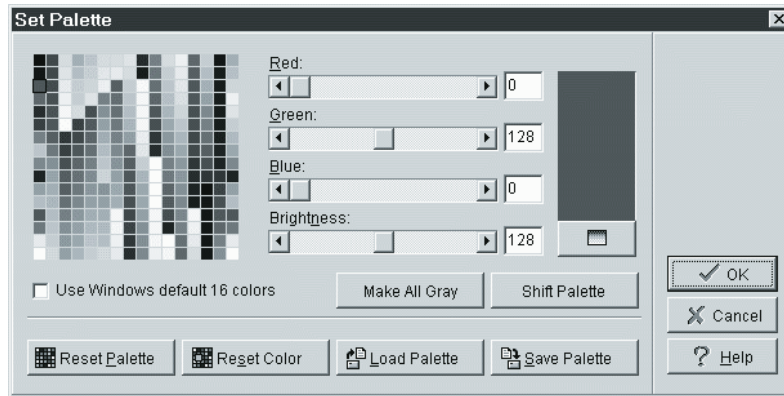 Set Palette
Red:
0
Green:
128
Blue:
0
Brightness:
128
Use Windows default 16 colors
Make All Gray
Shift Palette
Reset Palette
Reset Color
Load Palette
Save Palette
OK
Cancel
Help